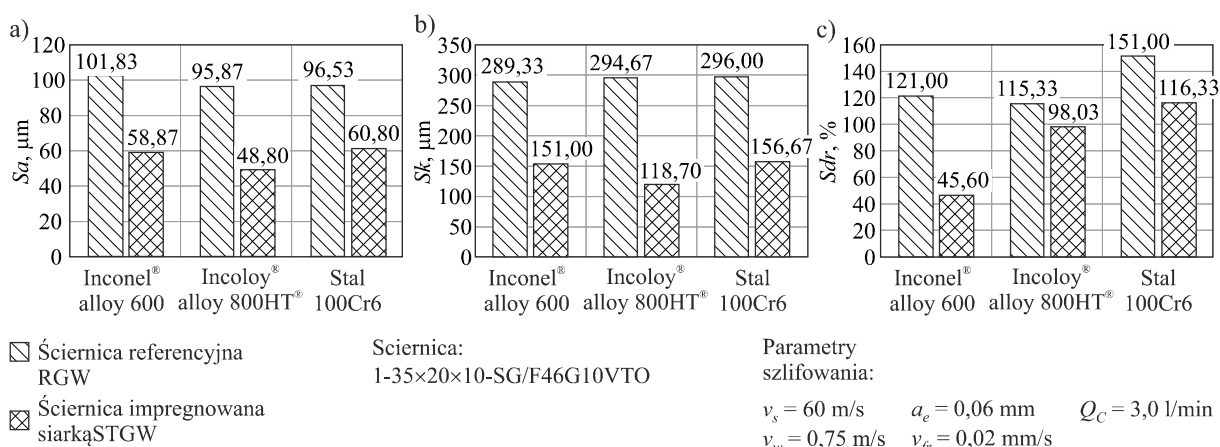 a)
120
100
80
60
40
20
0
Sa, µm
101,83
58,87
95,87
48,80
96,53
60,80
Inconel® alloy 600
Incoloy® alloy 800HT®
Stal 100Cr6
b)
350
300
250
200
150
100
50
0
Sk, µm
289,33
151,00
294,67
118,70
296,00
156,67
Inconel® alloy 600
Incoloy® alloy 800HT®
Stal 100Cr6
c)
160
140
120
100
80
60
40
20
0
Sdr, %
121,00
45,60
115,33
98,03
151,00
116,33
Inconel® alloy 600
Incoloy® alloy 800HT®
Stal 100Cr6
Ściernica referencyjna
RGW
Ściernica impregnowana
siarkąSTGW
Sciernica:
1-35×20×10-SG/F46G10VTO
Parametry
szlifowania:
vs = 60 m/s ae = 0,06 mm QC = 3,0 l/min
vw = 0,75 m/s vfr = 0,02 mm/s